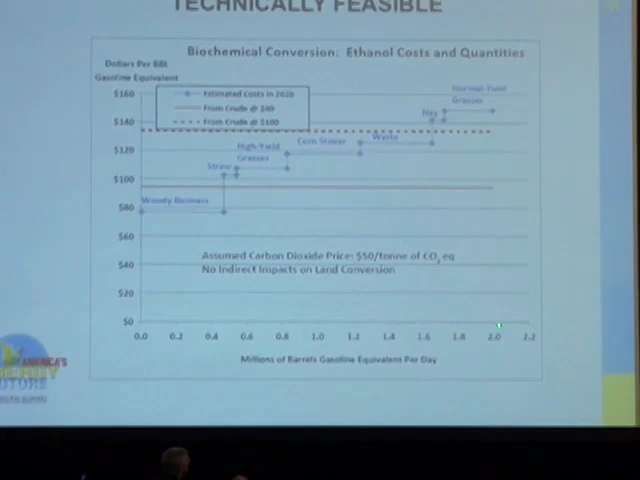 TECHNICALLY FEASIBLE
Biochemical Conversion: Ethanol Costs and Quantities
Dollars Per BBL
Gasoline Equivalent
Estimated Costs in 2020
From Crude @ $60
From Crude @ $100
$160
$140
$120
$100
$80
$60
$40
$20
$0
Normal-Yield
Grasses
Hay
Waste
Corn Stover
High-Yield
Grasses
Straw
Woody Biomass
Assumed Carbon Dioxide Price: $50/tonne of CO2 eq
No Indirect Impacts on Land Conversion
0.0 0.2 0.4 0.6 0.8 1.0 1.2 1.4 1.6 1.8 2.0 2.2
Millions of Barrels Gasoline Equivalent Per Day
AMERICA'S